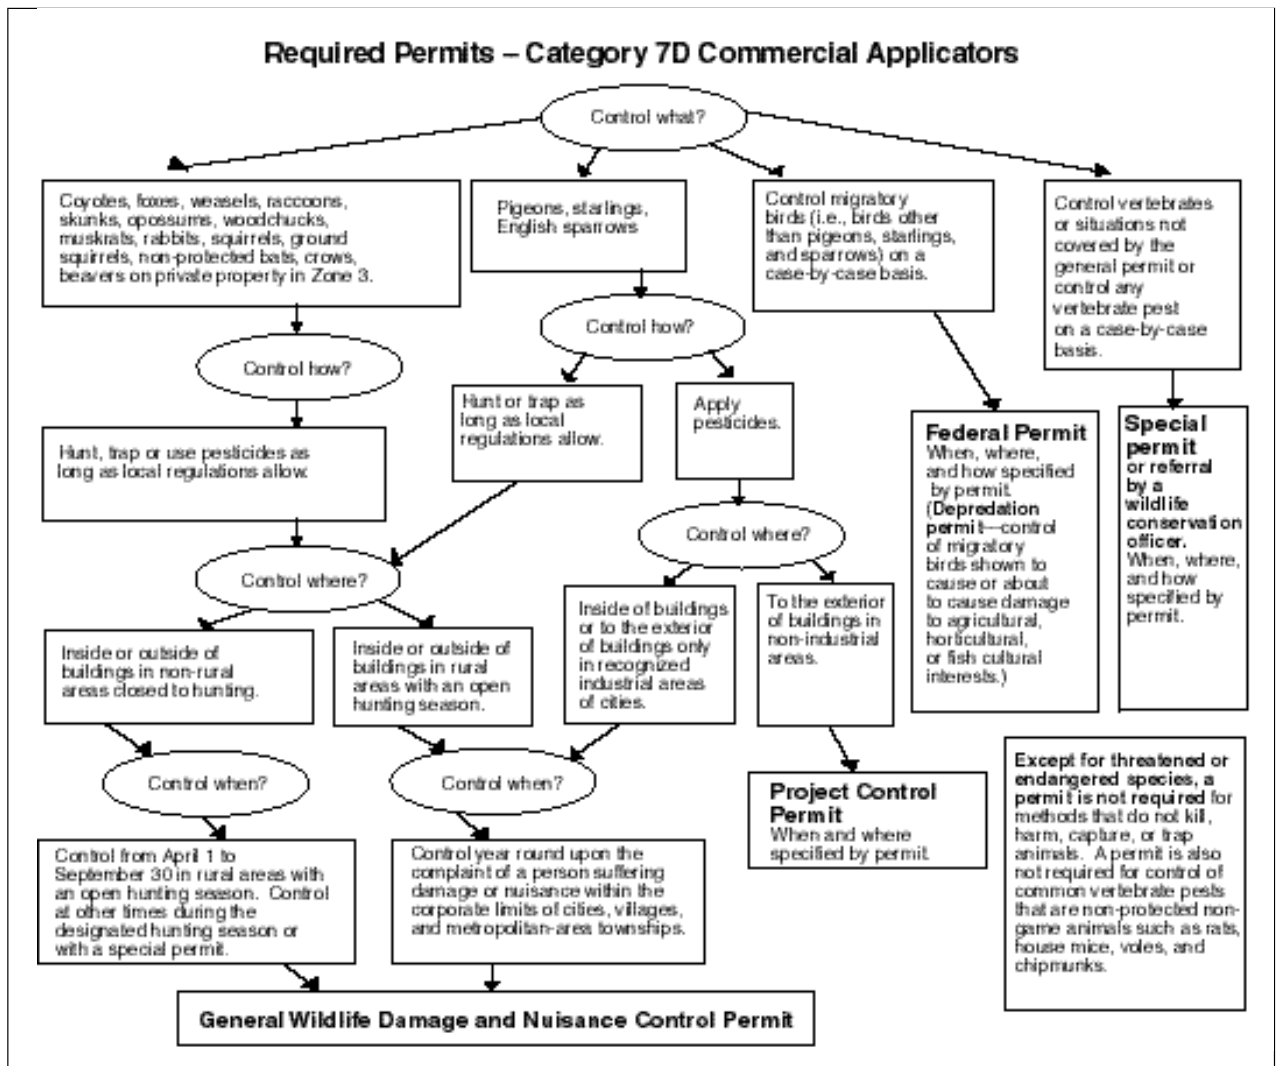 Required Permits – Category 7D Commercial Applicators
Control what?
Coyotes, foxes, weasels, raccoons,
skunks, opossums, woodchucks,
muskrats, rabbits, squirrels, ground
squirrels, non-protected bats, crows,
beavers on private property in Zone 3.
Pigeons, starlings,
English sparrows
Control migratory
birds (i.e., birds other
than pigeons, starlings,
and sparrows) on a
case-by-case basis.
Control vertebrates
or situations not
covered by the
general permit or
control any
vertebrate pest
on a case-by-case
basis.
Control how?
Control how?
Hunt, trap or use pesticides as
long as local regulations allow.
Hunt or trap as
long as local
regulations allow.
Apply
pesticides.
Federal Permit
When, where,
and how specified
by permit.
(Depredation
permit—control
of migratory
birds shown to
cause or about
to cause damage
to agricultural,
horticultural,
or fish cultural
interests.)
Special
permit
or referral
by a
wildlife
conservation
officer.
When, where,
and how
specified by
permit.
Control where?
Control where?
Inside or outside of
buildings in non-rural
areas closed to hunting.
Inside or outside of
buildings in rural
areas with an open
hunting season.
Inside of buildings
or to the exterior
of buildings only
in recognized
industrial areas
of cities.
To the exterior
of buildings in
non-industrial
areas.
Control when?
Control when?
Project Control
Permit
When and where
specified by permit.
Except for threatened or
endangered species, a
permit is not required for
methods that do not kill,
harm, capture, or trap
animals. A permit is also
not required for control of
common vertebrate pests
that are non-protected non-
game animals such as rats,
house mice, voles, and
chipmunks.
Control from April 1 to
September 30 in rural areas with
an open hunting season. Control
at other times during the
designated hunting season or
with a special permit.
Control year round upon the
complaint of a person suffering
damage or nuisance within the
corporate limits of cities, villages,
and metropolitan-area townships.
General Wildlife Damage and Nuisance Control Permit